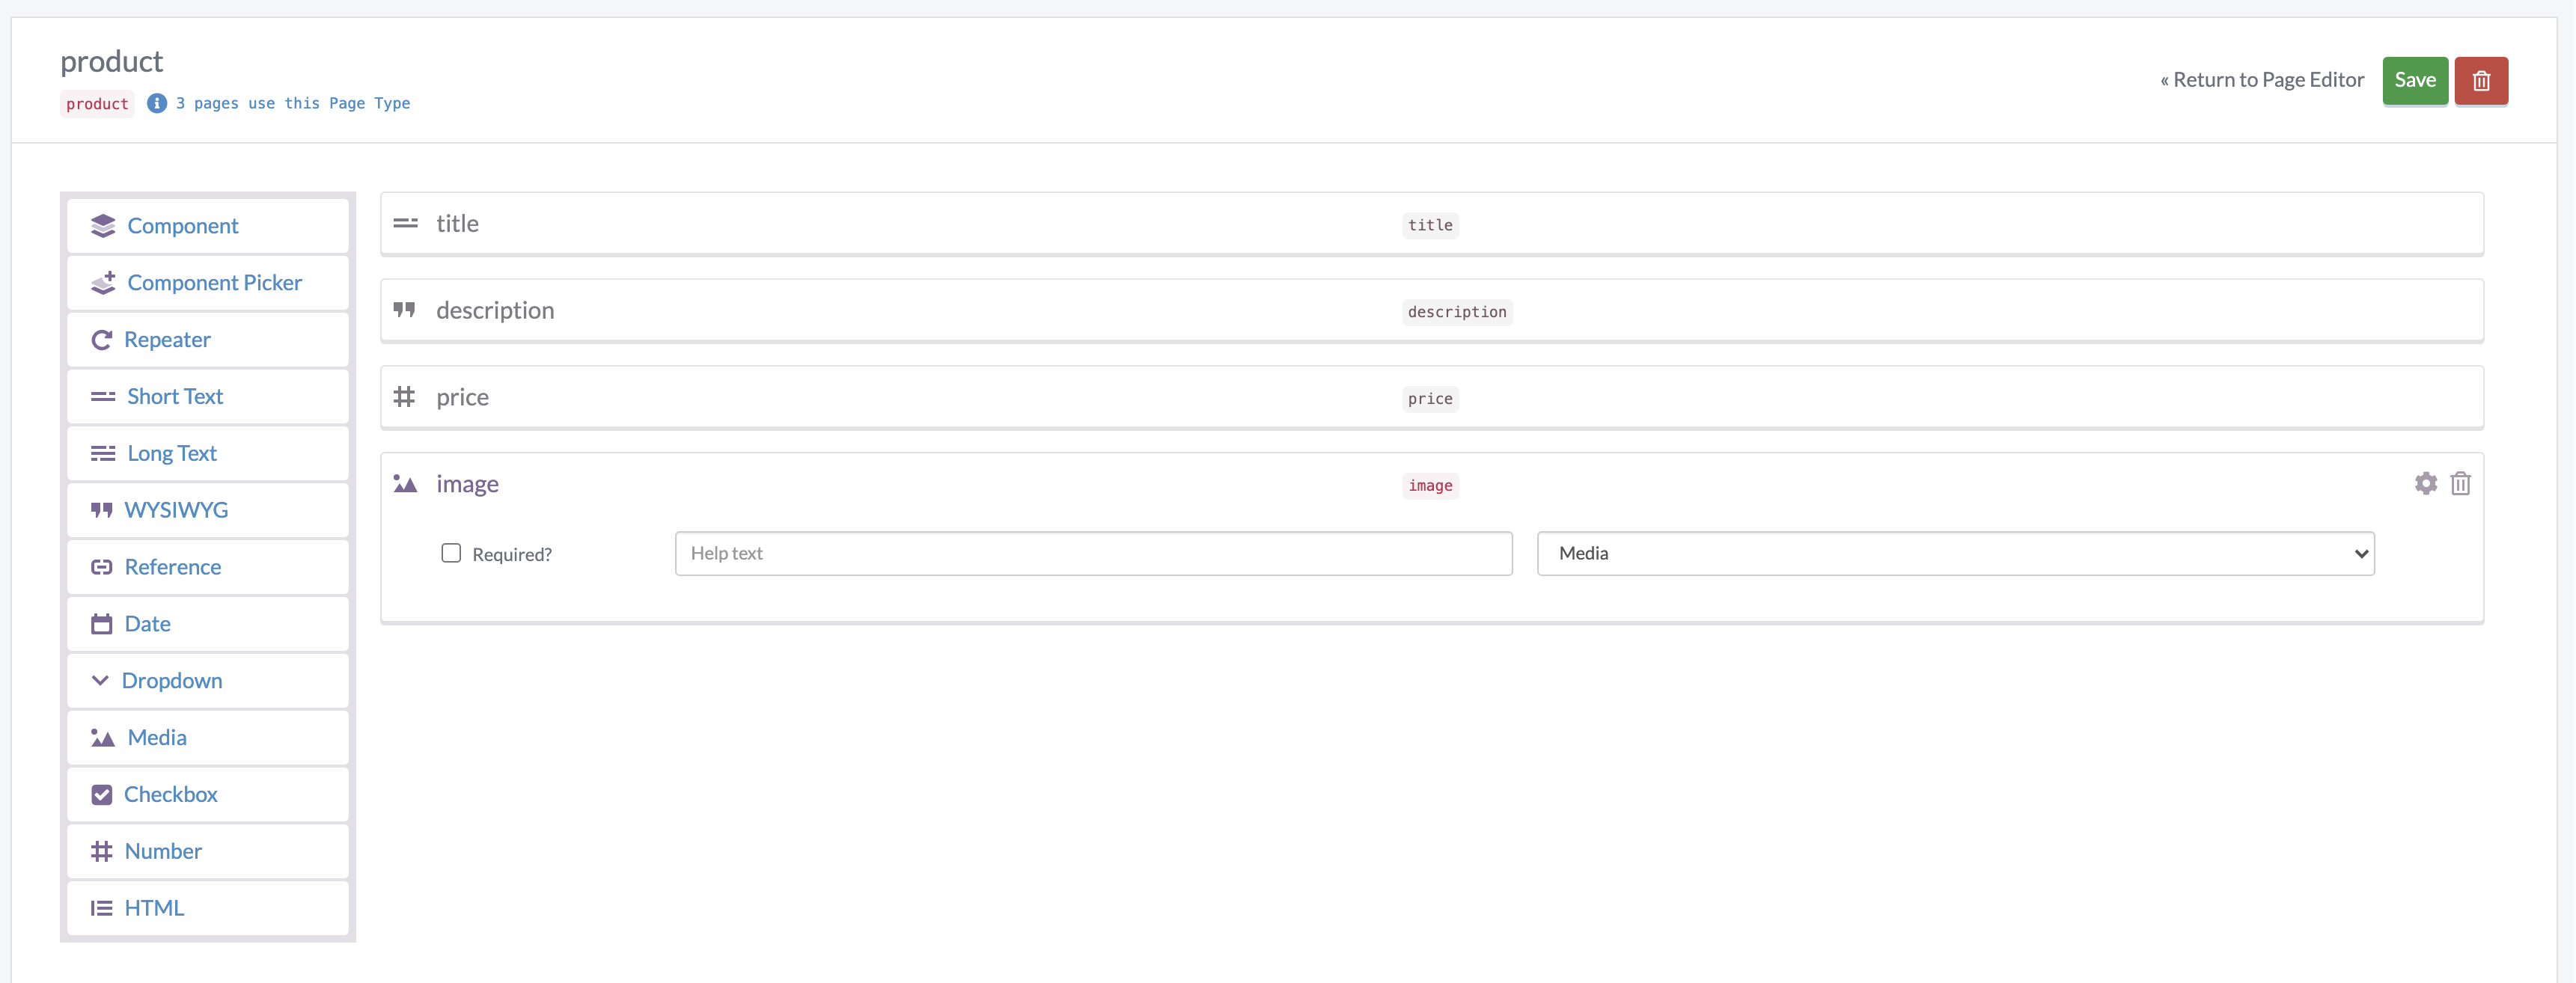 product
product 3 pages use this Page Type
« Return to Page Editor Save
Component
Component Picker
Repeater
Short Text
Long Text
WYSIWYG
Reference
Date
Dropdown
Media
Checkbox
Number
HTML
title title
description description
price price
image image
Required? Help text Media